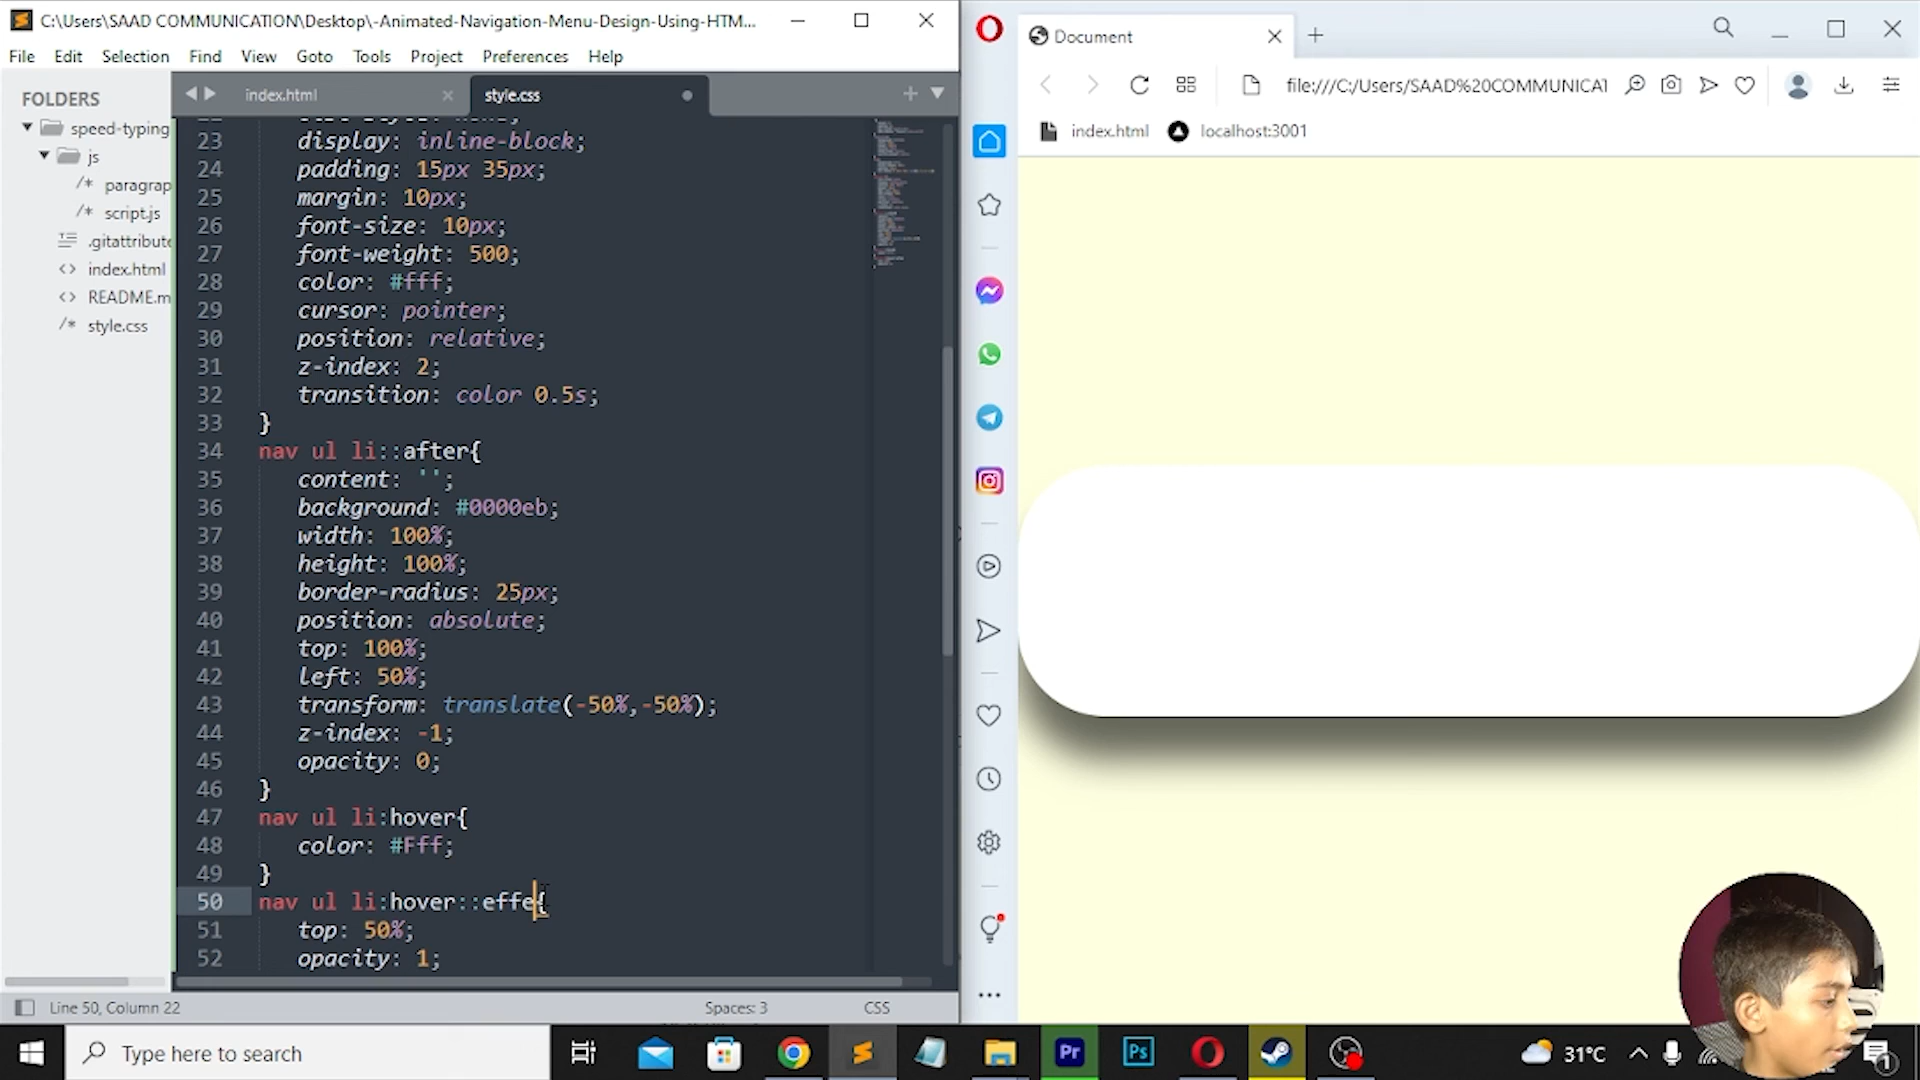 C:\Users\SAAD COMMUNICATION\Desktop\-Animated-Navigation-Menu-Design-Using-HTM...
File Edit Selection Find View Goto Tools Project Preferences Help
FOLDERS
speed-typing
js
/* paragrap
/* script.js
.gitattribute
<> index.html
<> README.m
/* style.css
index.html
style.css
23 display: inline-block;
24 padding: 15px 35px;
25 margin: 10px;
26 font-size: 10px;
27 font-weight: 500;
28 color: #fff;
29 cursor: pointer;
30 position: relative;
31 z-index: 2;
32 transition: color 0.5s;
33 }
34 nav ul li::after{
35 content: '';
36 background: #0000eb;
37 width: 100%;
38 height: 100%;
39 border-radius: 25px;
40 position: absolute;
41 top: 100%;
42 left: 50%;
43 transform: translate(-50%,-50%);
44 z-index: -1;
45 opacity: 0;
46 }
47 nav ul li:hover{
48 color: #Fff;
49 }
50 nav ul li:hover::effe{
51 top: 50%;
52 opacity: 1;
Line 50, Column 22
Spaces: 3
CSS
Document
file:///C:/Users/SAAD%20COMMUNICAT
index.html
localhost:3001
Type here to search
Pr
Ps
31°C
1